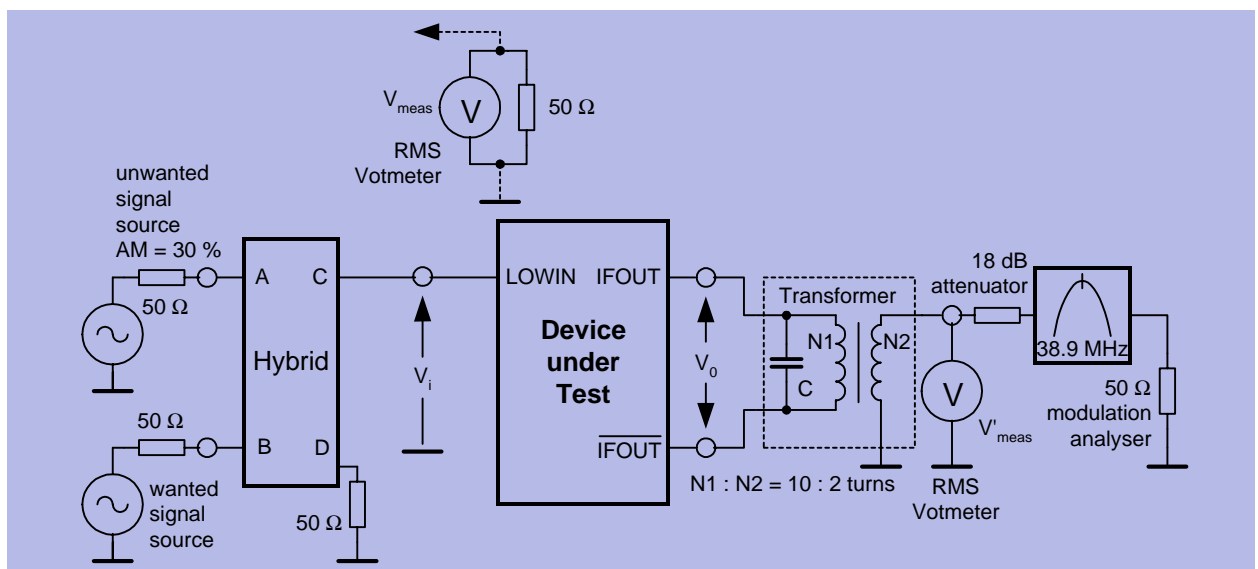 V meas
V
50 Ω
RMS
Votmeter
unwanted
signal
source
AM = 30 %
50 Ω
A
C
Hybrid
B
D
50 Ω
wanted
signal
source
50 Ω
Vi
LOWIN
IFOUT
Device
under
Test
IFOUT
V0
Transformer
N1
N2
C
N1 : N2 = 10 : 2 turns
18 dB
attenuator
38.9 MHz
V
V'meas
RMS
Votmeter
50 Ω
modulation
analyser